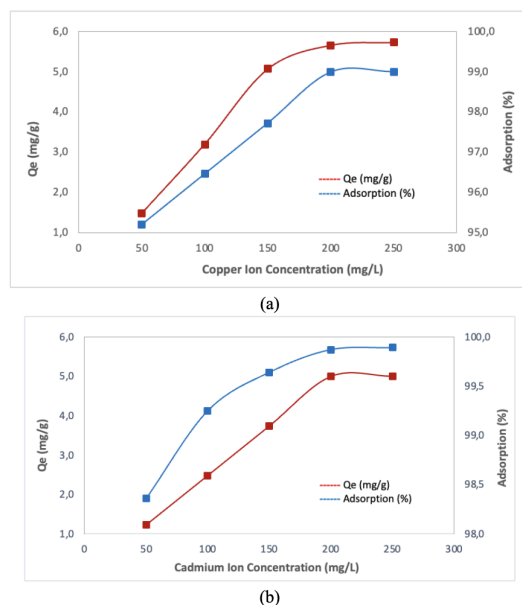 6,0
5,0
4,0
3,0
2,0
1,0
Qe (mg/g)
100,0
99,0
98,0
97,0
96,0
95,0
Adsorption (%)
Qe (mg/g)
Adsorption (%)
0 50 100 150 200 250 300
Copper Ion Concentration (mg/L)
(a)
6,0
5,0
4,0
3,0
2,0
1,0
Qe (mg/g)
100,0
99,5
99,0
98,5
98,0
Adsorption (%)
Qe (mg/g)
Adsorption (%)
0 50 100 150 200 250 300
Cadmium Ion Concentration (mg/L)
(b)